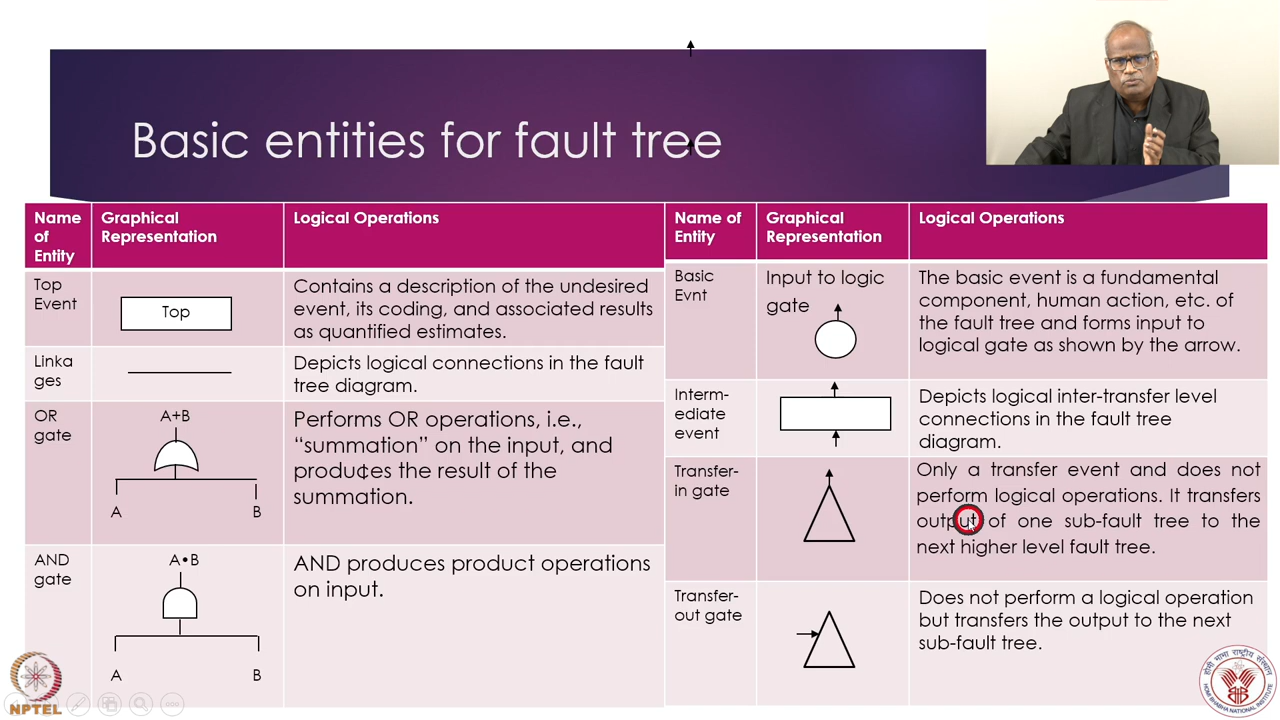 Basic entities for fault tree
Name
of
Entity
Graphical
Representation
Logical Operations
Top
Event
Top
Contains a description of the undesired
event, its coding, and associated results
as quantified estimates.
Linka
ges
Depicts logical connections in the fault
tree diagram.
OR
gate
A+B
A
B
Performs OR operations, i.e.,
“summation” on the input, and
produces the result of the
summation.
AND
gate
A•B
A
B
AND produces product operations
on input.
Name of
Entity
Graphical
Representation
Logical Operations
Basic
Evnt
Input to logic
gate
The basic event is a fundamental
component, human action, etc. of
the fault tree and forms input to
logical gate as shown by the arrow.
Interm-
ediate
event
Depicts logical inter-transfer level
connections in the fault tree
diagram.
Transfer-
in gate
Only a transfer event and does not
perform logical operations. It transfers
output of one sub-fault tree to the
next higher level fault tree.
Transfer-
out gate
Does not perform a logical operation
but transfers the output to the next
sub-fault tree.
NPTEL
होमी भाभा राष्ट्रीय संस्थान
HOMI BHABHA NATIONAL INSTITUTE